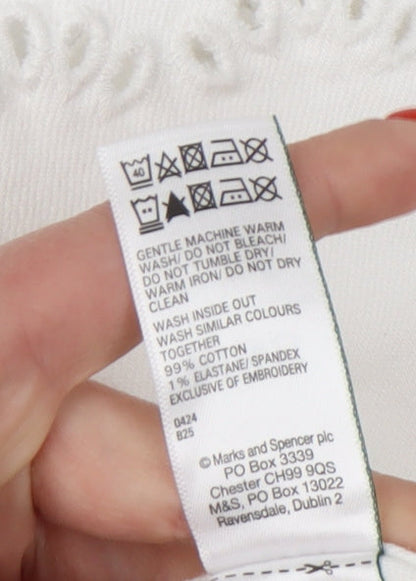 40
GENTLE MACHINE WARM
WASH/ DO NOT BLEACH/
DO NOT TUMBLE DRY/
WARM IRON/ DO NOT DRY
CLEAN
WASH INSIDE OUT
WASH SIMILAR COLOURS
TOGETHER
99% COTTON
1% ELASTANE/ SPANDEX
EXCLUSIVE OF EMBROIDERY
0424
B25
© Marks and Spencer plc
PO Box 3339
Chester CH99 9QS
M&S, PO Box 13022
Ravensdale, Dublin 2